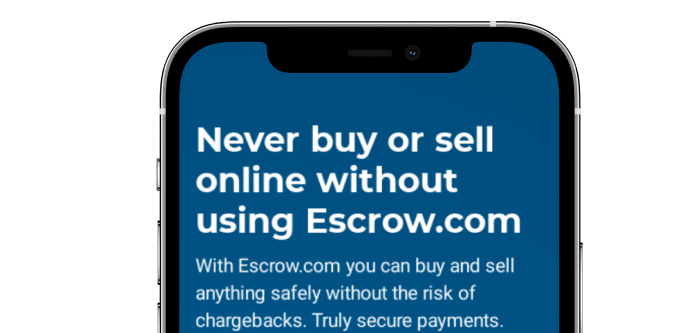 Never buy or sell
online without
using Escrow.com
With Escrow.com you can buy and sell
anything safely without the risk of
chargebacks. Truly secure payments.